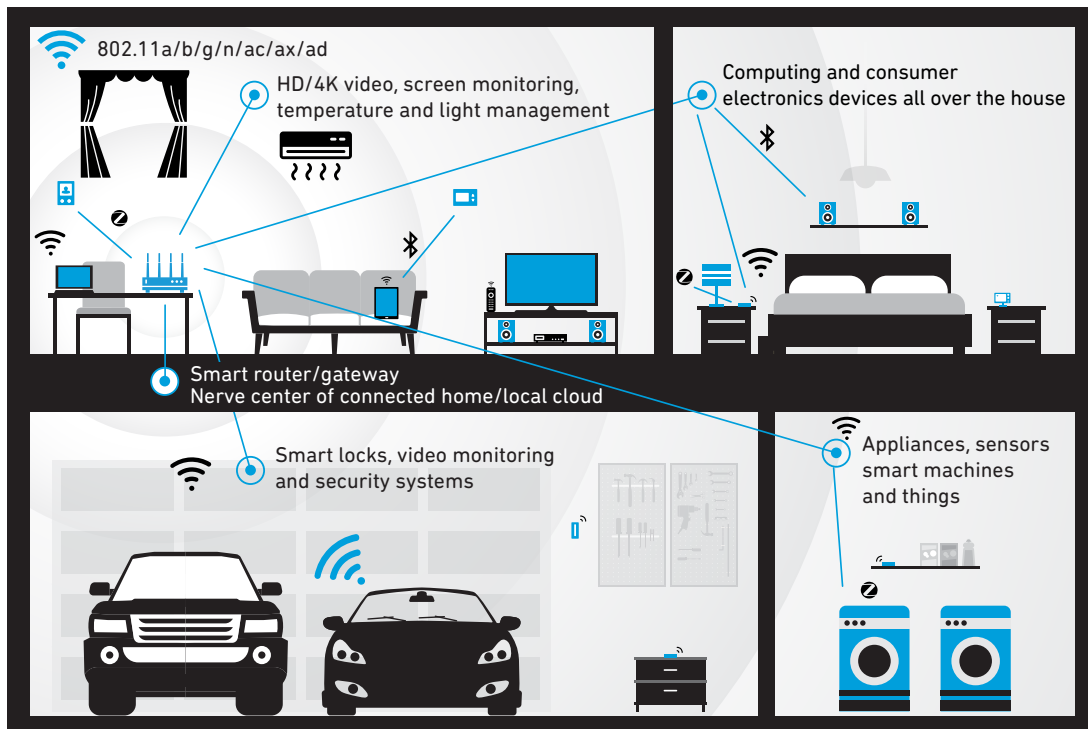 802.11a/b/g/n/ac/ax/ad
HD/4K video, screen monitoring,
temperature and light management
Computing and consumer
electronics devices all over the house
Smart router/gateway
Nerve center of connected home/local cloud
Smart locks, video monitoring
and security systems
Appliances, sensors
smart machines
and things